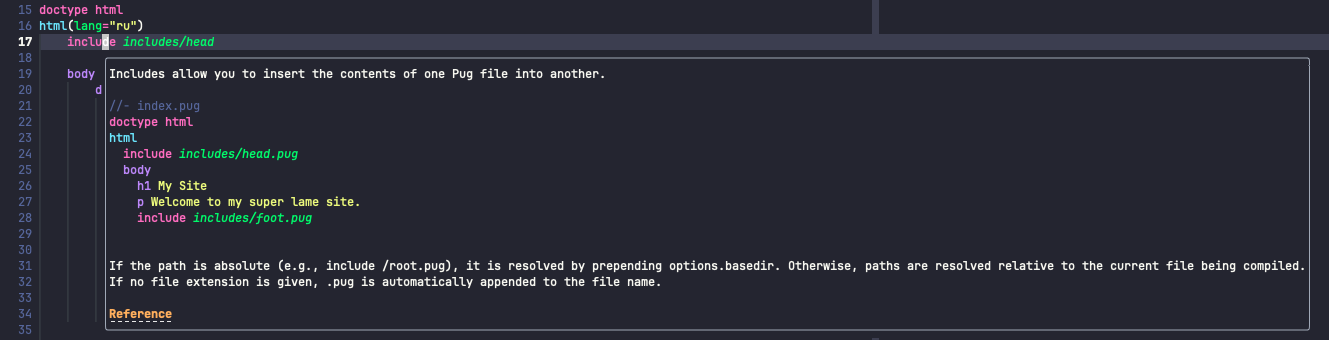 15 doctype html
16 html(lang="ru")
17 include includes/head
18
19 body Includes allow you to insert the contents of one Pug file into another.
20 d
21 //- index.pug
22 doctype html
23 html
24 include includes/head.pug
25 body
26 h1 My Site
27 p Welcome to my super lame site.
28 include includes/foot.pug
29
30
31 If the path is absolute (e.g., include /root.pug), it is resolved by prepending options.basedir. Otherwise, paths are resolved relative to the current file being compiled.
32 If no file extension is given, .pug is automatically appended to the file name.
33
34 Reference
35